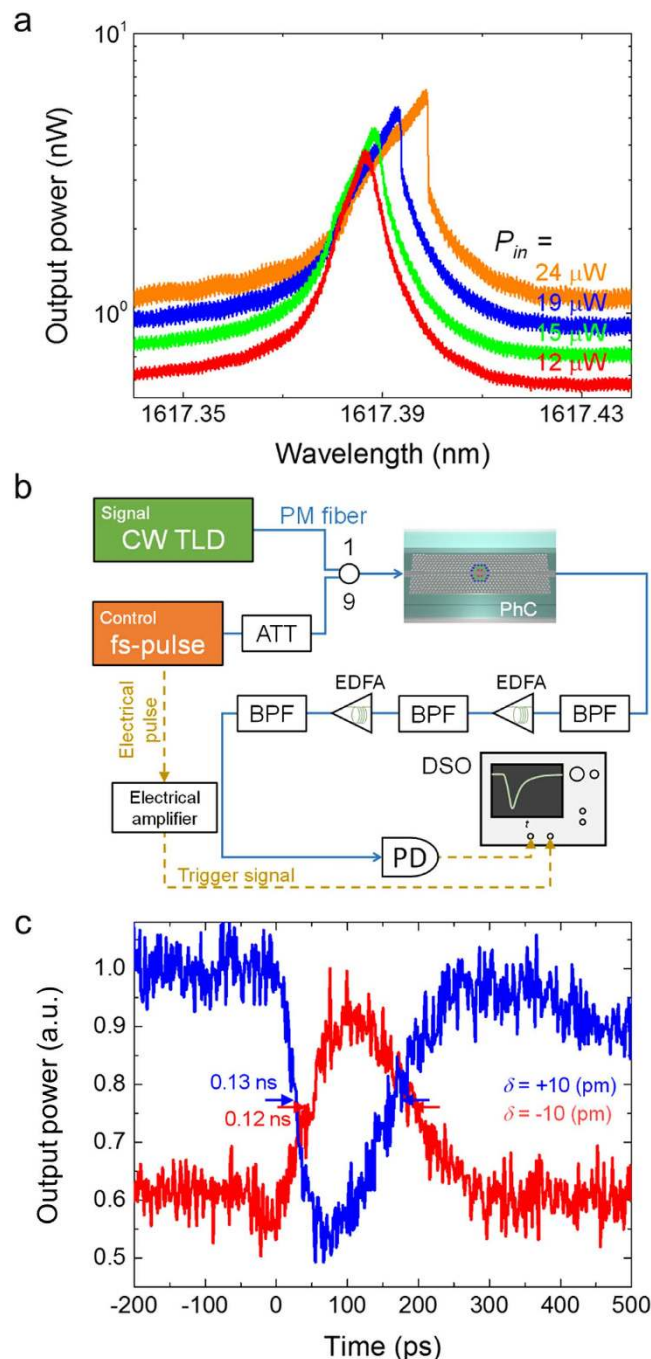 a
10¹
10⁰
Output power (nW)
P_in =
24 μW
19 μW
15 μW
12 μW
1617.35 1617.39 1617.43
Wavelength (nm)
b
Signal
CW TLD
PM fiber
1
9
PhC
Control
fs-pulse
ATT
Electrical
pulse
EDFA
EDFA
BPF
BPF
BPF
DSO
t
Electrical
amplifier
PD
Trigger signal
c
1.0
0.9
0.8
0.7
0.6
0.5
Output power (a.u.)
0.13 ns
0.12 ns
δ = +10 (pm)
δ = -10 (pm)
-200 -100 0 100 200 300 400 500
Time (ps)